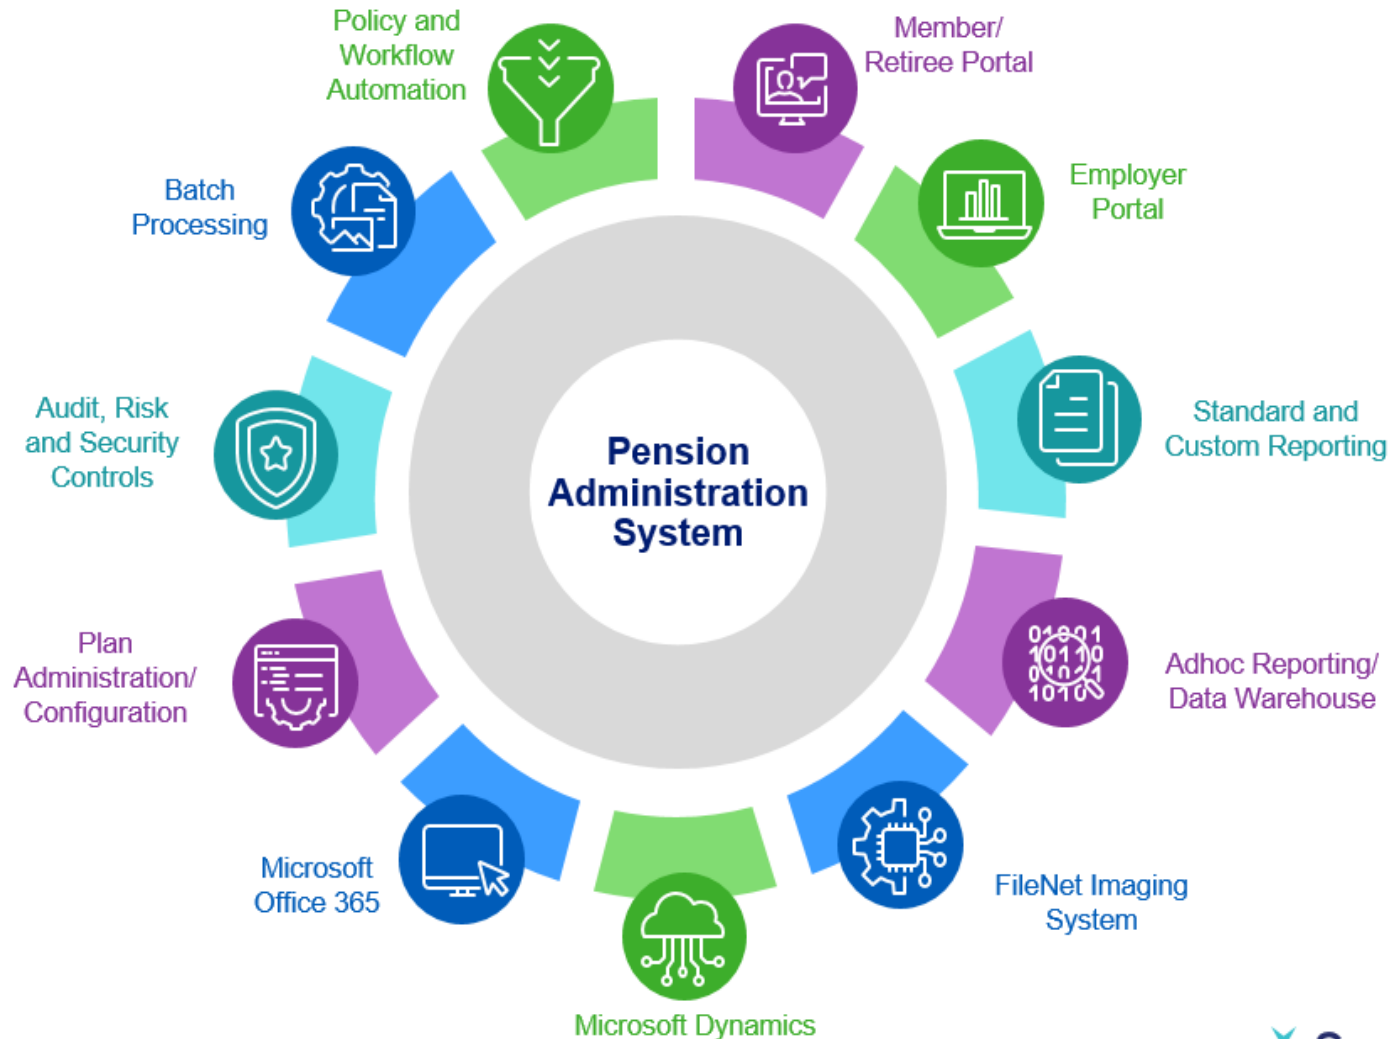 Policy and
Workflow
Automation
Member/
Retiree Portal
Batch
Processing
Employer
Portal
Audit, Risk
and Security
Controls
Standard and
Custom Reporting
Pension
Administration
System
Plan
Administration/
Configuration
01001
10110
Adhoc Reporting/
Data Warehouse
Microsoft
Office 365
FileNet Imaging
System
Microsoft Dynamics